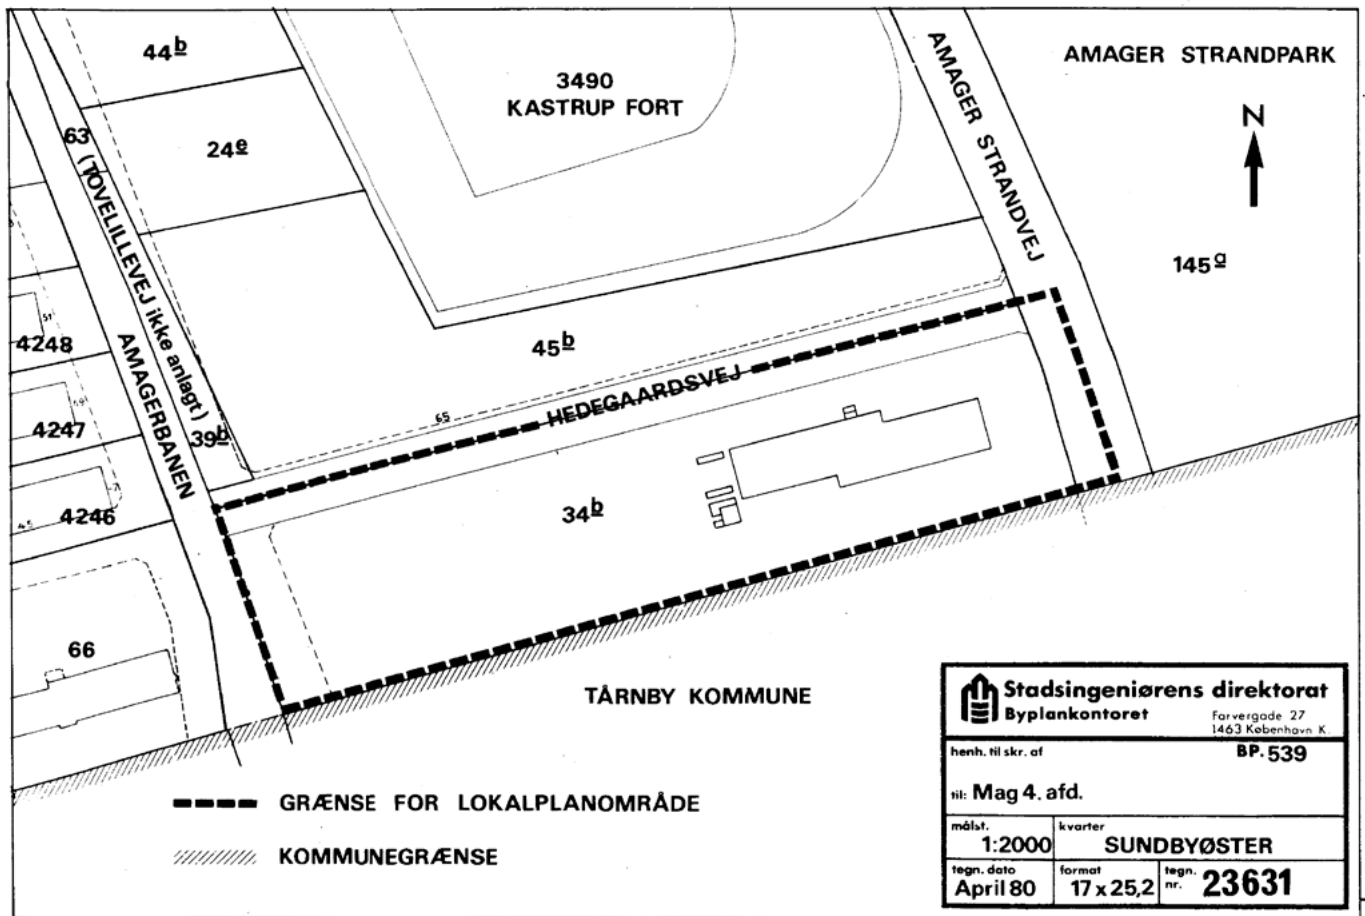 44b
3490
KASTRUP FORT
AMAGER STRANDVEJ
AMAGER STRANDPARK
N
63 (TOVELILLEVEJ ikke anlagt)
24e
145a
51
4248
AMAGERBANEN
45b
HEDEGAARDSVEJ
65
4247
39b
4246
45
34b
66
TÅRNBY KOMMUNE
GRÆNSE FOR LOKALPLANOMRÅDE
KOMMUNEGRÆNSE
Stadsingeniørens direktorat
Byplankontoret
Farvergade 27
1463 København K.
henh. til skr. af
BP. 539
til: Mag 4. afd.
målst.
1:2000
kvarter
SUNDBYØSTER
tegn. dato
April 80
format
17 x 25,2
tegn. nr. 23631